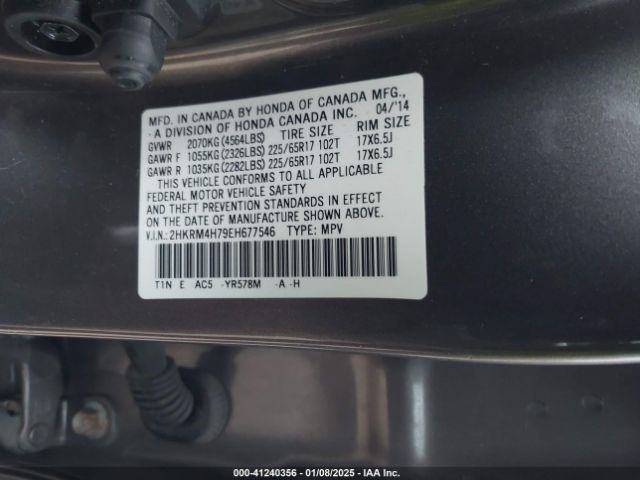 MFD. IN CANADA BY HONDA OF CANADA MFG.,
A DIVISION OF HONDA CANADA INC. 04/'14
GVWR 2070KG(4564LBS) TIRE SIZE RIM SIZE
GAWR F 1055KG(2326LBS) 225/65R17 102T 17X6.5J
GAWR R 1035KG(2282LBS) 225/65R17 102T 17X6.5J
THIS VEHICLE CONFORMS TO ALL APPLICABLE
FEDERAL MOTOR VEHICLE SAFETY
AND THEFT PREVENTION STANDARDS IN EFFECT
ON THE DATE OF MANUFACTURE SHOWN ABOVE.
V.I.N.:2HKRM4H79EH677546 TYPE: MPV
T1N E AC5 -YR578M -A -H
000-41240356 - 01/08/2025 - IAA Inc.